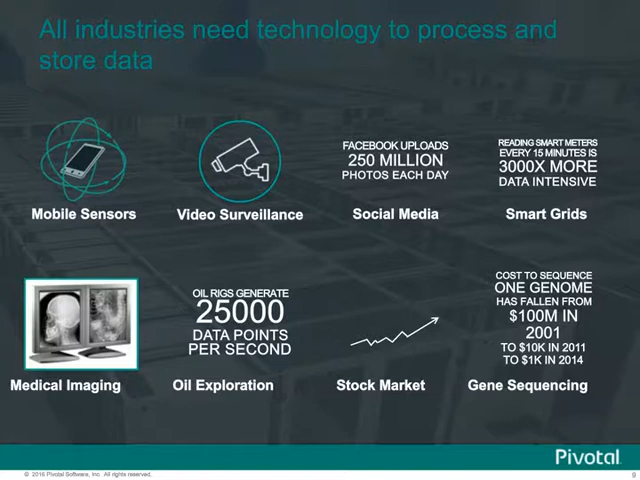 All industries need technology to process and
store data
Mobile Sensors
Video Surveillance
FACEBOOK UPLOADS
250 MILLION
PHOTOS EACH DAY
Social Media
READING SMART METERS
EVERY 15 MINUTES IS
3000X MORE
DATA INTENSIVE
Smart Grids
Medical Imaging
OIL RIGS GENERATE
25000
DATA POINTS
PER SECOND
Oil Exploration
Stock Market
COST TO SEQUENCE
ONE GENOME
HAS FALLEN FROM
$100M IN
2001
TO $10K IN 2011
TO $1K IN 2014
Gene Sequencing
Pivotal
© 2016 Pivotal Software, Inc. All rights reserved.
9